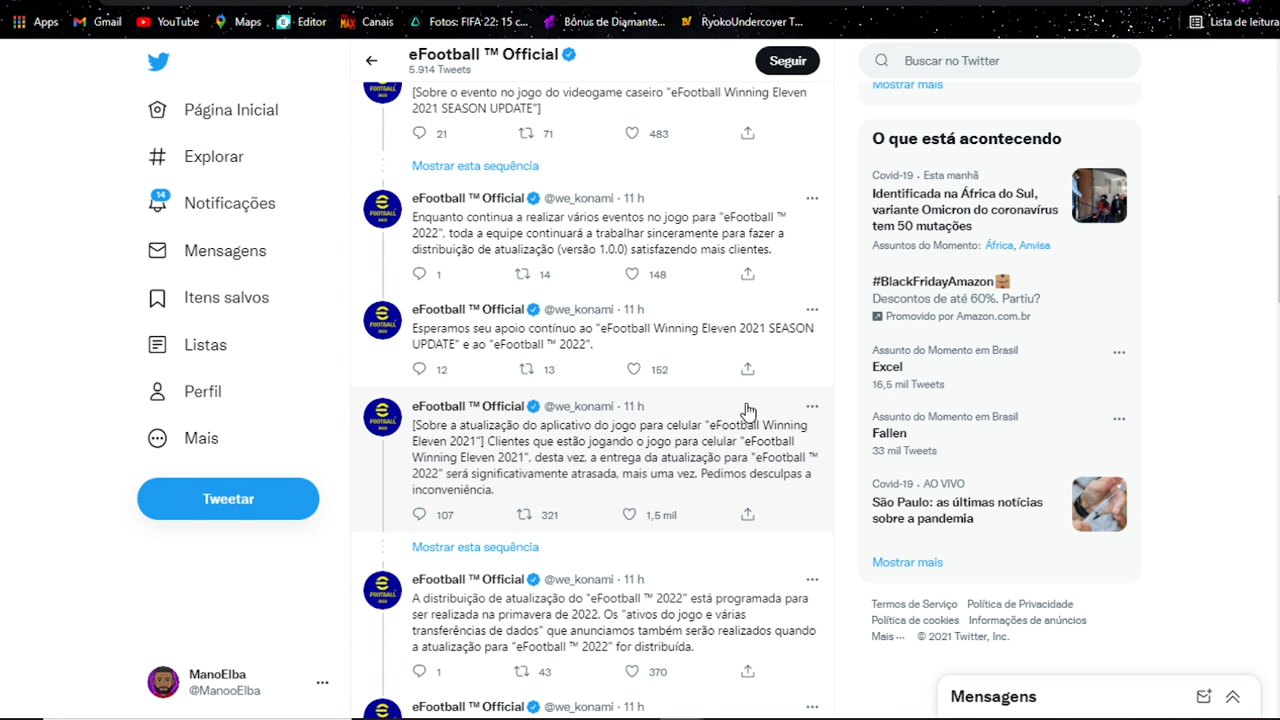 Apps
Gmail
YouTube
Maps
Editor
Canais
Fotos: FIFA 22: 15 c...
Bônus de Diamante...
RyokoUndercover T...
Lista de leitura
Página Inicial
Explorar
14
Notificações
Mensagens
Itens salvos
Listas
Perfil
Mais
Tweetar
ManoElba
@ManooElba
eFootball ™ Official
5.914 Tweets
Seguir
[Sobre o evento no jogo do videogame caseiro "eFootball Winning Eleven
2021 SEASON UPDATE"]
21 71 483
Mostrar esta sequência
eFootball ™ Official @we_konami · 11 h
Enquanto continua a realizar vários eventos no jogo para "eFootball ™
2022", toda a equipe continuará a trabalhar sinceramente para fazer a
distribuição de atualização (versão 1.0.0) satisfazendo mais clientes.
1 14 148
eFootball ™ Official @we_konami · 11 h
Esperamos seu apoio contínuo ao "eFootball Winning Eleven 2021 SEASON
UPDATE" e ao "eFootball ™ 2022".
12 13 152
eFootball ™ Official @we_konami · 11 h
[Sobre a atualização do aplicativo do jogo para celular "eFootball Winning
Eleven 2021"] Clientes que estão jogando o jogo para celular "eFootball
Winning Eleven 2021", desta vez, a entrega da atualização para "eFootball ™
2022" será significativamente atrasada, mais uma vez. Pedimos desculpas a
inconveniência.
107 321 1,5 mil
Mostrar esta sequência
eFootball ™ Official @we_konami · 11 h
A distribuição de atualização do "eFootball ™ 2022" está programada para
ser realizada na primavera de 2022. Os "ativos do jogo e várias
transferências de dados" que anunciamos também serão realizados quando
a atualização para "eFootball ™ 2022" for distribuída.
1 43 370
eFootball ™ Official @we_konami · 11 h
Buscar no Twitter
Mostrar mais
O que está acontecendo
Covid-19 · Esta manhã
Identificada na África do Sul,
variante Omicron do coronavírus
tem 50 mutações
Assuntos do Momento: África, Anvisa
#BlackFridayAmazon
Descontos de até 60%. Partiu?
Promovido por Amazon.com.br
Assunto do Momento em Brasil
Excel
16,5 mil Tweets
Assunto do Momento em Brasil
Fallen
33 mil Tweets
Covid-19 · AO VIVO
São Paulo: as últimas notícias
sobre a pandemia
Mostrar mais
Termos de Serviço Política de Privacidade
Política de cookies Informações de anúncios
Mais ··· © 2021 Twitter, Inc.
Mensagens